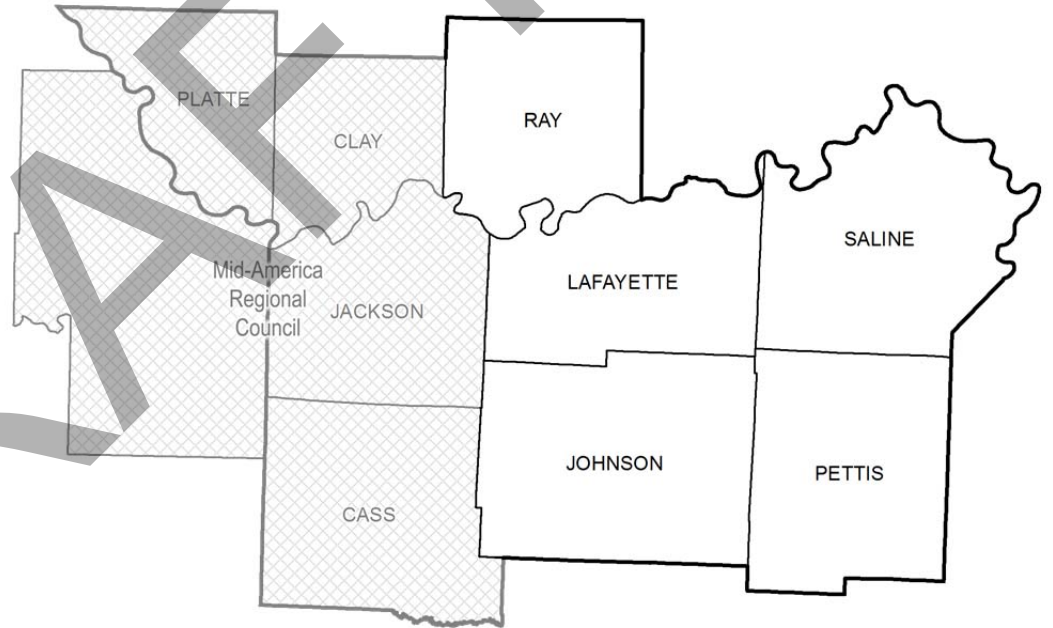 PLATTE
CLAY
RAY
SALINE
Mid-America
Regional
Council
JACKSON
LAFAYETTE
JOHNSON
PETTIS
CASS